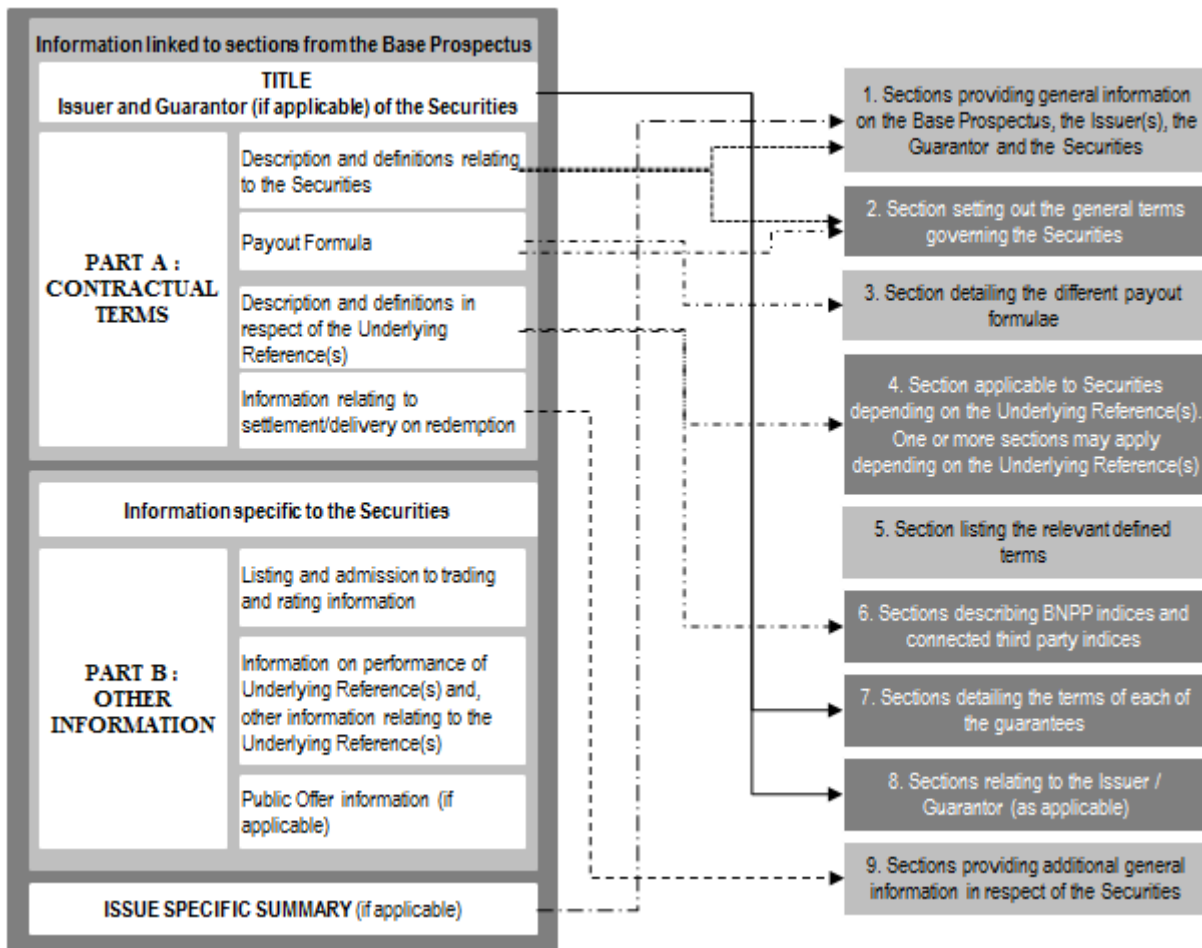 Information linked to sections from the Base Prospectus
TITLE
Issuer and Guarantor (if applicable) of the Securities
PART A :
CONTRACTUAL
TERMS
Description and definitions relating
to the Securities
Payout Formula
Description and definitions in
respect of the Underlying
Reference(s)
Information relating to
settlement/delivery on redemption
Information specific to the Securities
PART B :
OTHER
INFORMATION
Listing and admission to trading
and rating information
Information on performance of
Underlying Reference(s) and,
other information relating to the
Underlying Reference(s)
Public Offer information (if
applicable)
ISSUE SPECIFIC SUMMARY (if applicable)
1. Sections providing general information
on the Base Prospectus, the Issuer(s), the
Guarantor and the Securities
2. Section setting out the general terms
governing the Securities
3. Section detailing the different payout
formulae
4. Section applicable to Securities
depending on the Underlying Reference(s).
One or more sections may apply
depending on the Underlying Reference(s)
5. Section listing the relevant defined
terms
6. Sections describing BNPP indices and
connected third party indices
7. Sections detailing the terms of each of
the guarantees
8. Sections relating to the Issuer /
Guarantor (as applicable)
9. Sections providing additional general
information in respect of the Securities